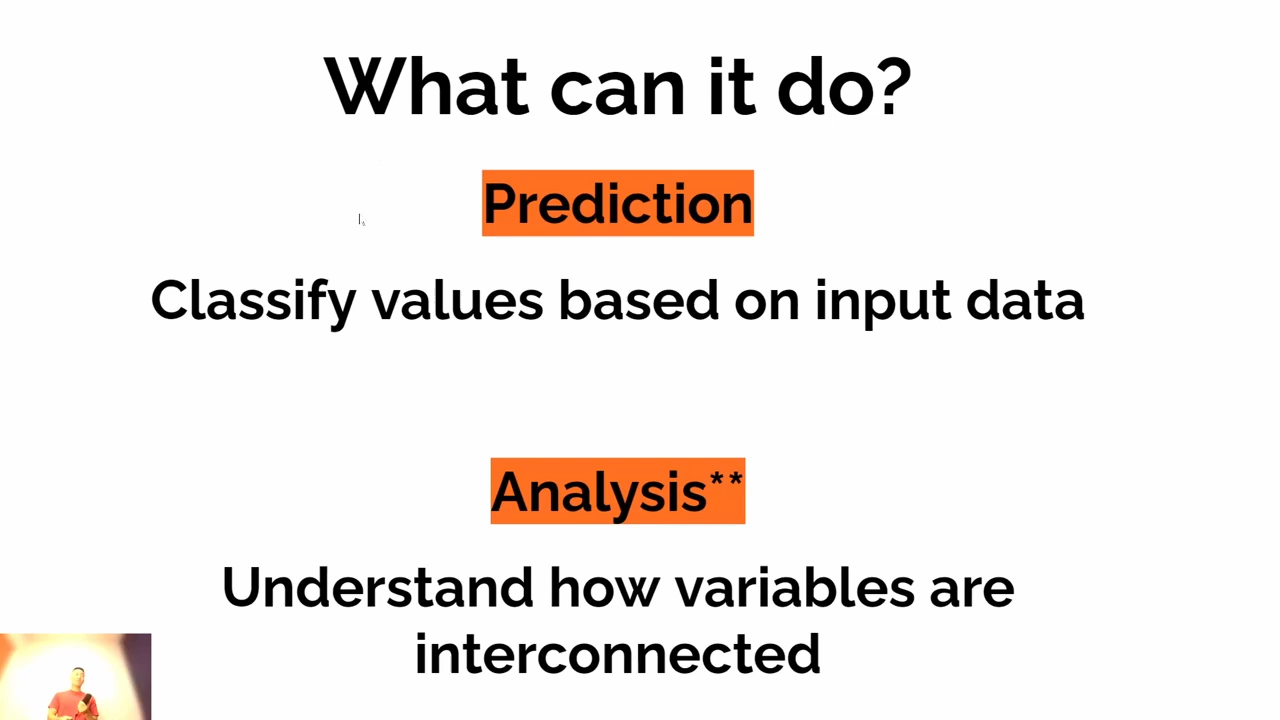 What can it do?
Prediction
Classify values based on input data
Analysis**
Understand how variables are
interconnected